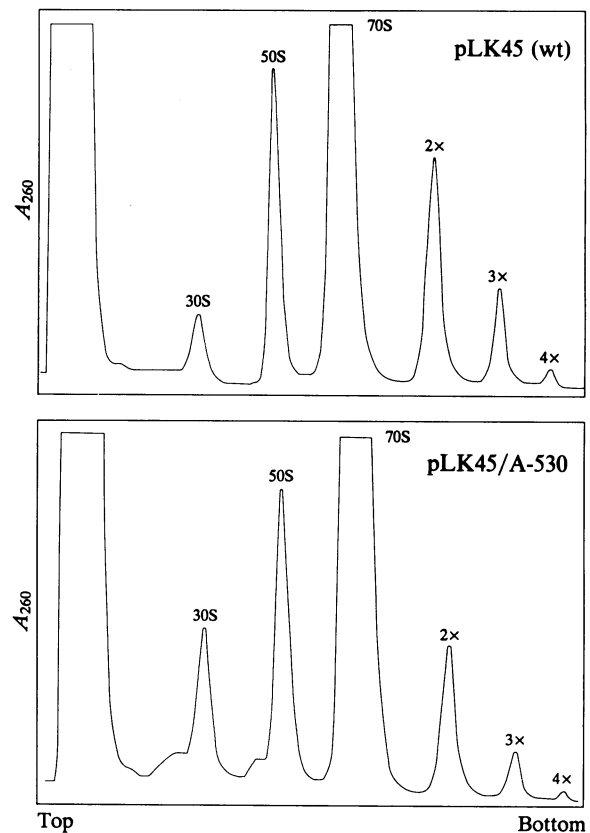 pLK45 (wt)
70S
50S
2×
3×
30S
4×
A260
pLK45/A-530
70S
50S
30S
2×
3×
4×
A260
Top
Bottom